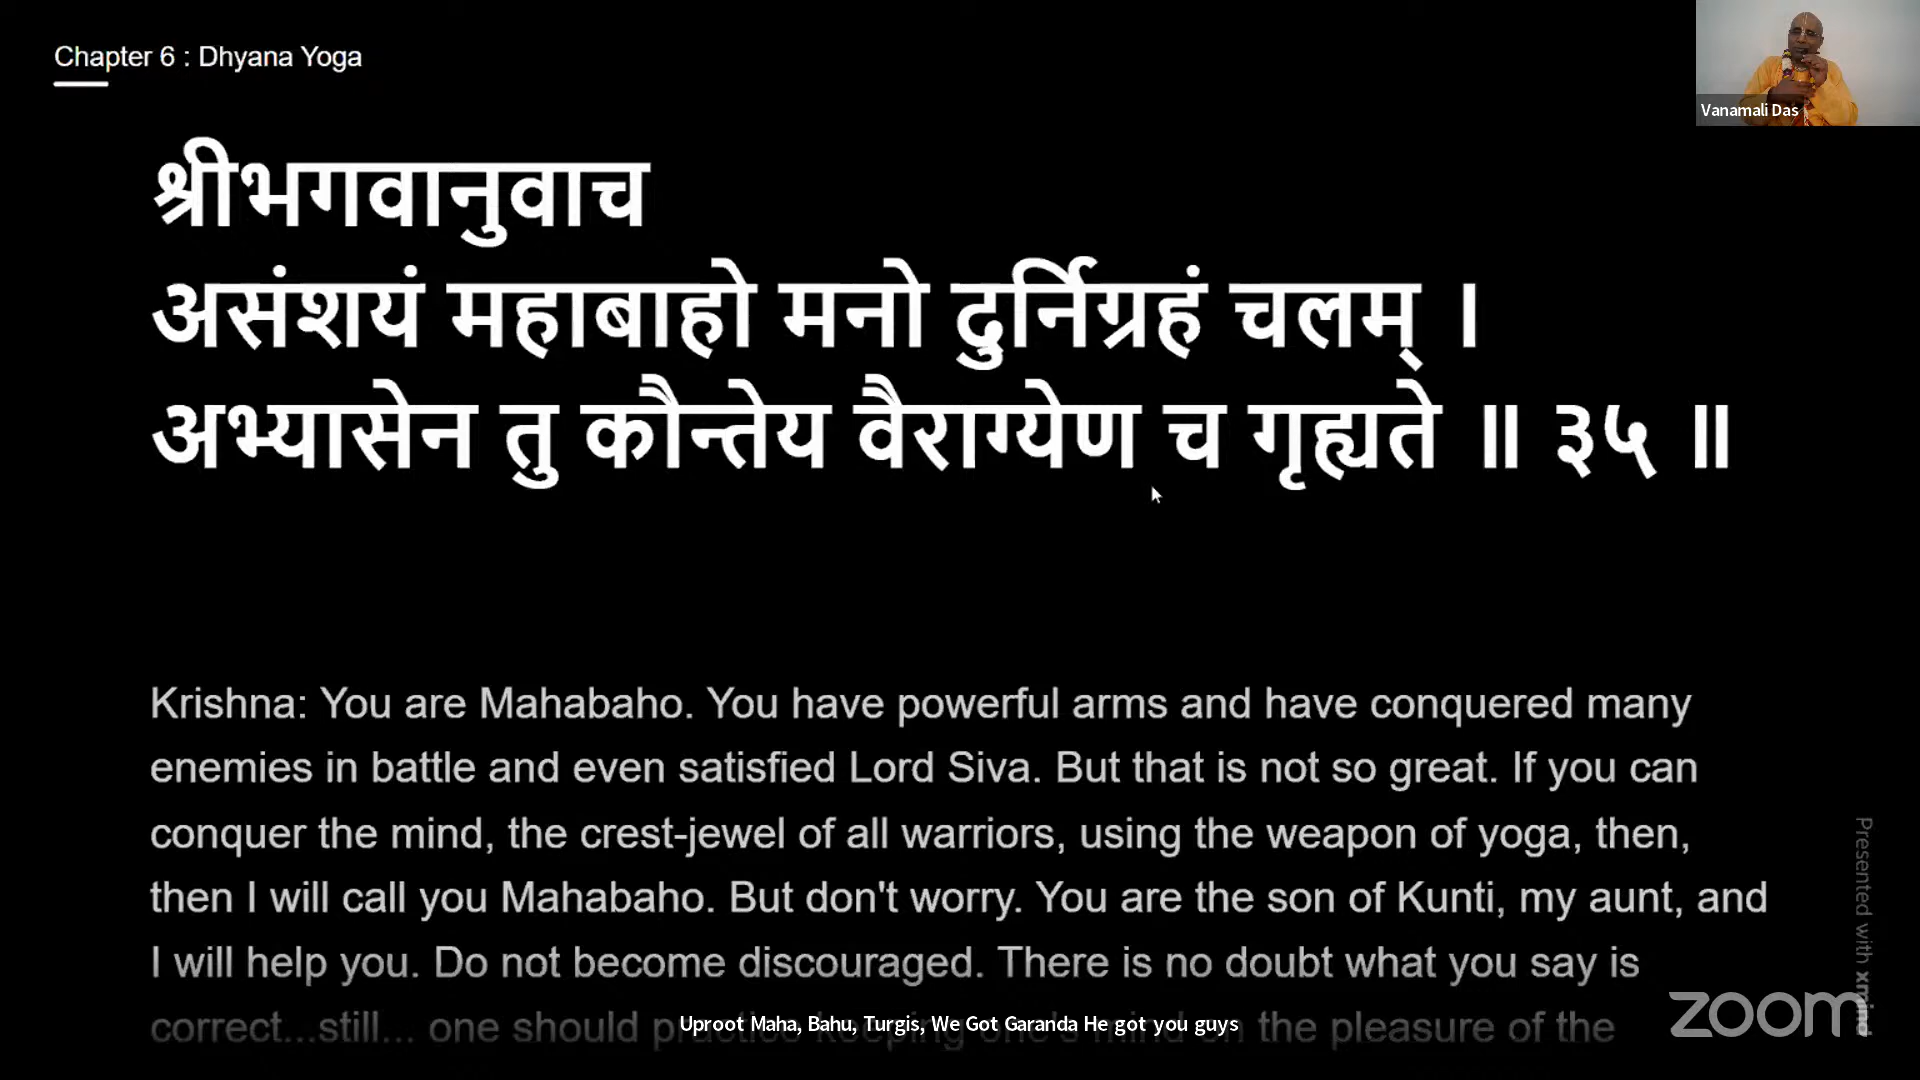 Chapter 6 : Dhyana Yoga
Vanamali Das
श्रीभगवानुवाच
असंशयं महाबाहो मनो दुर्निग्रहं चलम् ।
अभ्यासेन तु कौन्तेय वैराग्येण च गृह्यते ॥ ३५ ॥
Krishna: You are Mahabaho. You have powerful arms and have conquered many
enemies in battle and even satisfied Lord Siva. But that is not so great. If you can
conquer the mind, the crest-jewel of all warriors, using the weapon of yoga, then,
then I will call you Mahabaho. But don't worry. You are the son of Kunti, my aunt, and
I will help you. Do not become discouraged. There is no doubt what you say is
correct...still... one should practice keeping one's mind on the pleasure of the
Uproot Maha, Bahu, Turgis, We Got Garanda He got you guys
Presented with xmind
zoom